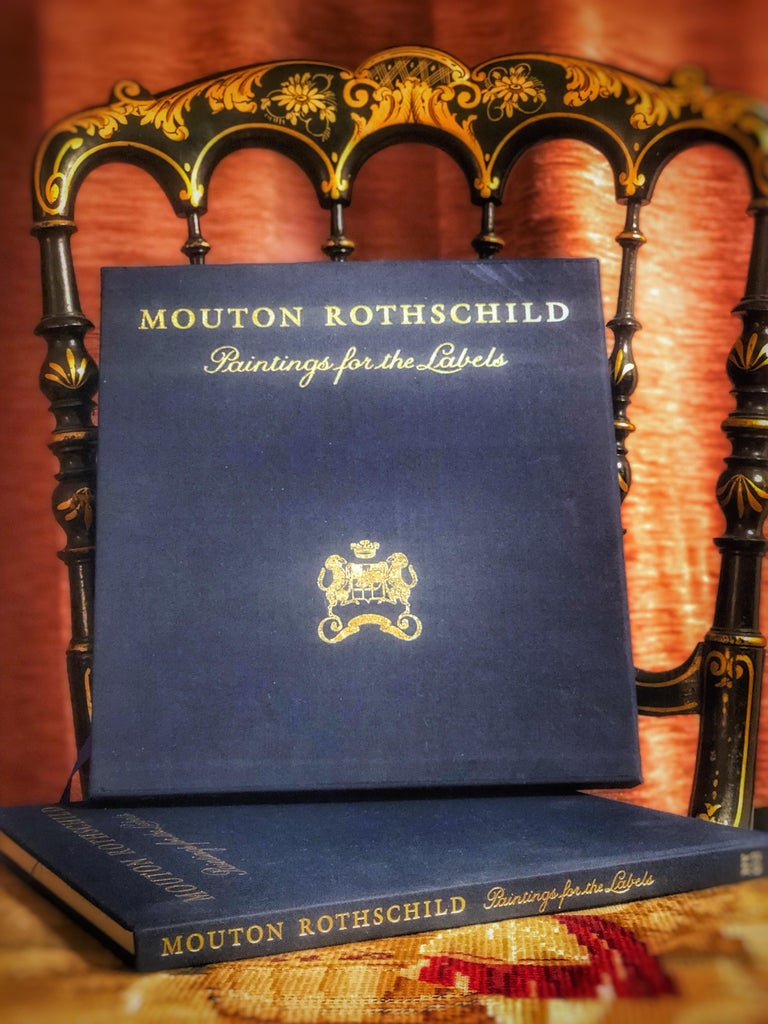 MOUTON ROTHSCHILD
Paintings for the Labels
MOUTON ROTHSCHILD
Paintings for the Labels
MOUTON ROTHSCHILD Paintings for the Labels